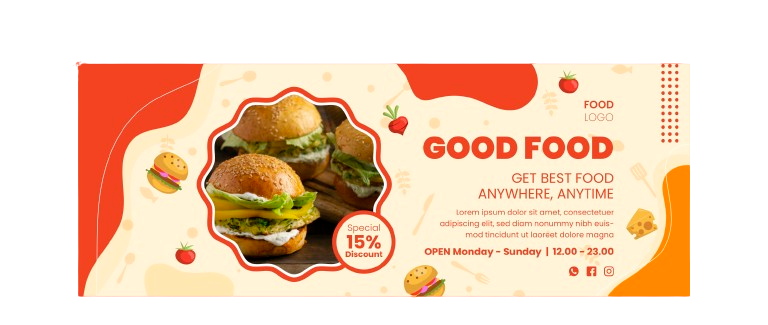 FOOD
LOGO
GOOD FOOD
GET BEST FOOD
ANYWHERE, ANYTIME
Lorem ipsum dolor sit amet, consectetuer
adipiscing elit, sed diam nonummy nibh euis-
mod tincidunt ut laoreet dolore magna
OPEN Monday - Sunday | 12.00 - 23.00
Special
15%
Discount